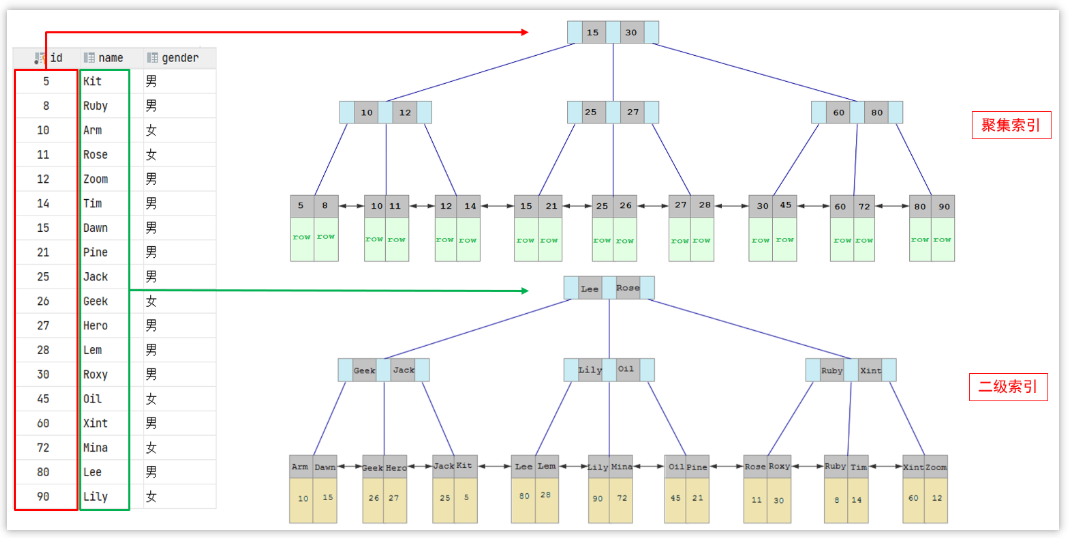 id name gender
5 Kit 男
8 Ruby 男
10 Arm 女
11 Rose 女
12 Zoom 男
14 Tim 男
15 Dawn 男
21 Pine 男
25 Jack 男
26 Geek 女
27 Hero 男
28 Lem 男
30 Roxy 男
45 Oil 女
60 Xint 男
72 Mina 女
80 Lee 男
90 Lily 女
15 30
10 12 25 27 60 80
聚集索引
5 8 10 11 12 14 15 21 25 26 27 28 30 45 60 72 80 90
row row row row row row row row row row row row row row row row row row
Lee Rose
Geek Jack Lily Oil Ruby Xint
二级索引
Arm Dawn Geek Hero Jack Kit Lee Lem Lily Mina Oil Pine Rose Roxy Ruby Tim Xint Zoom
10 15 26 27 25 5 80 28 90 72 45 21 11 30 8 14 60 12